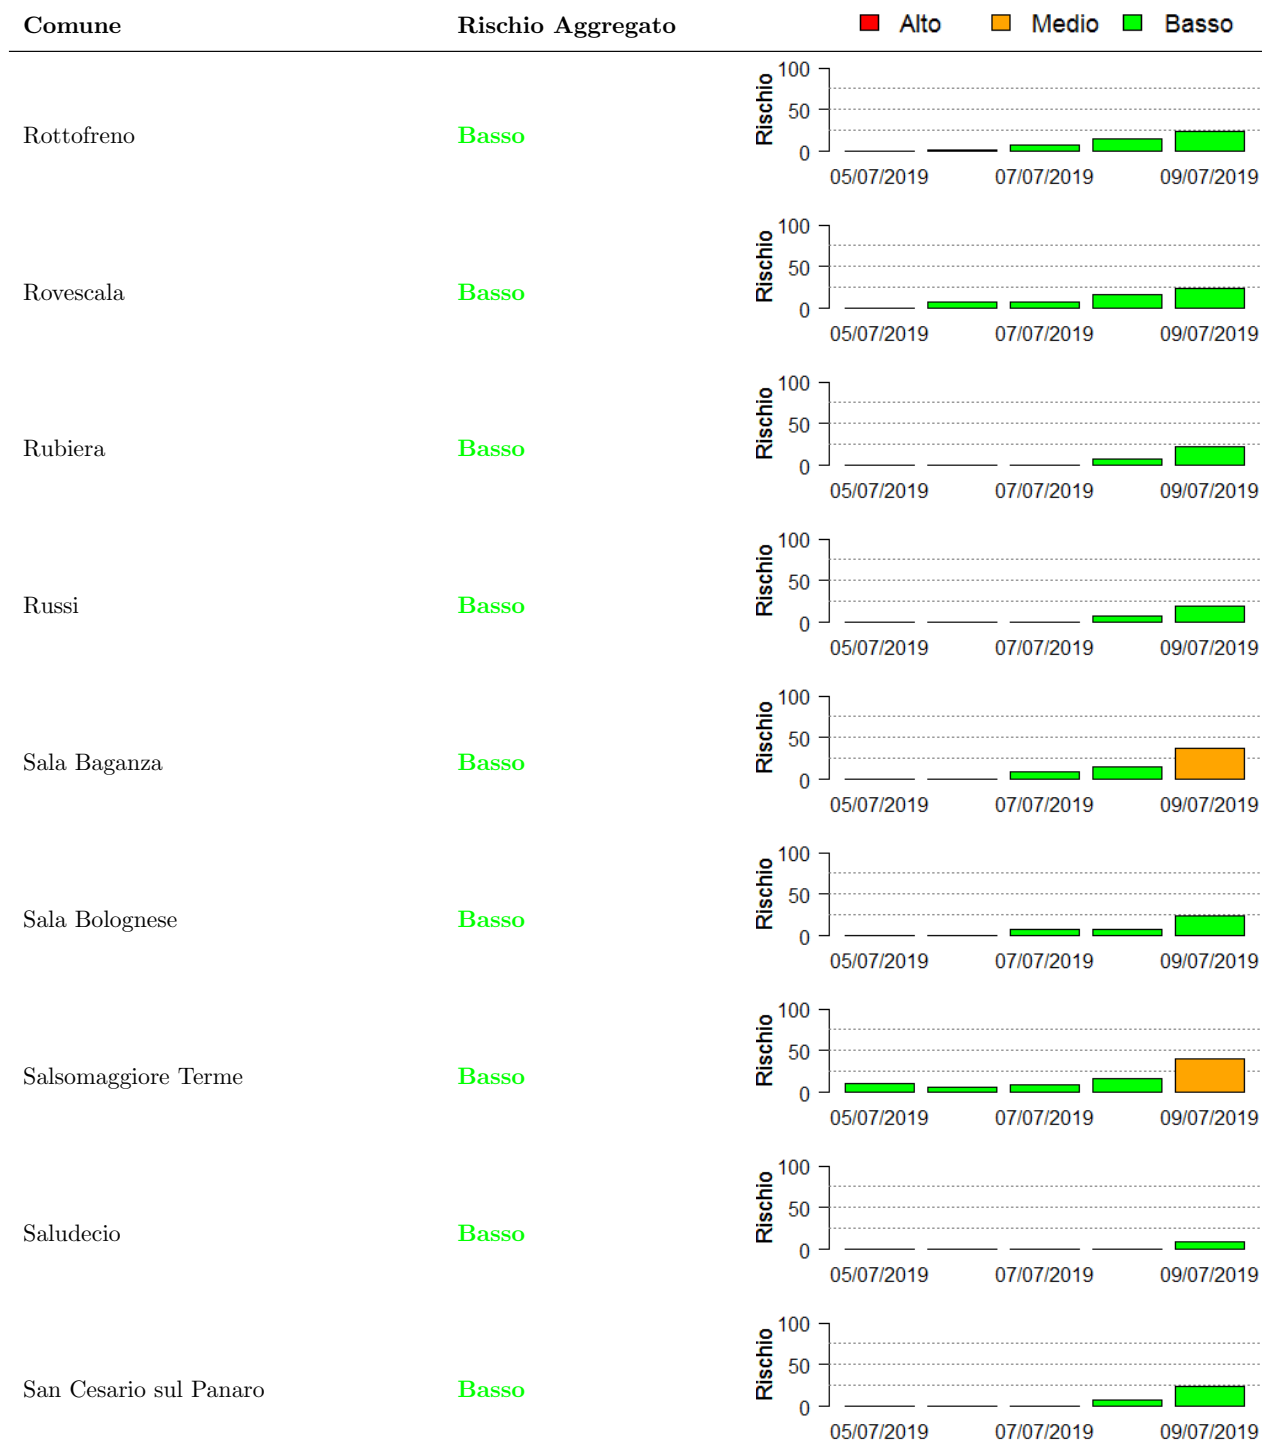 Comune Rischio Aggregato Alto Medio Basso
Rottofreno Basso
Rischio
100
50
0
05/07/2019 07/07/2019 09/07/2019
Rovescala Basso
Rischio
100
50
0
05/07/2019 07/07/2019 09/07/2019
Rubiera Basso
Rischio
100
50
0
05/07/2019 07/07/2019 09/07/2019
Russi Basso
Rischio
100
50
0
05/07/2019 07/07/2019 09/07/2019
Sala Baganza Basso
Rischio
100
50
0
05/07/2019 07/07/2019 09/07/2019
Sala Bolognese Basso
Rischio
100
50
0
05/07/2019 07/07/2019 09/07/2019
Salsomaggiore Terme Basso
Rischio
100
50
0
05/07/2019 07/07/2019 09/07/2019
Saludecio Basso
Rischio
100
50
0
05/07/2019 07/07/2019 09/07/2019
San Cesario sul Panaro Basso
Rischio
100
50
0
05/07/2019 07/07/2019 09/07/2019